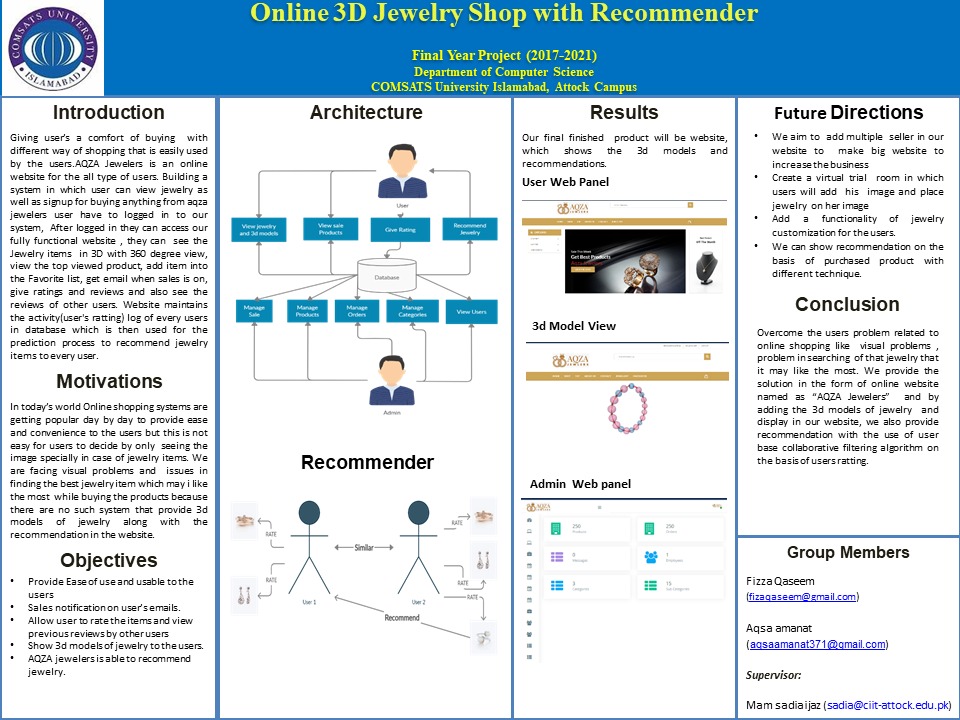 COMSATS UNIVERSITY
ISLAMABAD
Online 3D Jewelry Shop with Recommender
Final Year Project (2017-2021)
Department of Computer Science
COMSATS University Islamabad, Attock Campus
Introduction
Giving user's a comfort of buying with
different way of shopping that is easily used
by the users.AQZA Jewelers is an online
website for the all type of users. Building a
system in which user can view jewelry as
well as signup for buying anything from aqza
jewelers user have to logged in to our
system, After logged in they can access our
fully functional website , they can see the
Jewelry items in 3D with 360 degree view,
view the top viewed product, add item into
the Favorite list, get email when sales is on,
give ratings and reviews and also see the
reviews of other users. Website maintains
the activity(user's ratting) log of every users
in database which is then used for the
prediction process to recommend jewelry
items to every user.
Motivations
In today's world Online shopping systems are
getting popular day by day to provide ease
and convenience to the users but this is not
easy for users to decide by only seeing the
image specially in case of jewelry items. We
are facing visual problems and issues in
finding the best jewelry item which may i like
the most while buying the products because
there are no such system that provide 3d
models of jewelry along with the
recommendation in the website.
Objectives
• Provide Ease of use and usable to the
users
• Sales notification on user's emails.
• Allow user to rate the items and view
previous reviews by other users
• Show 3d models of jewelry to the users.
• AQZA jewelers is able to recommend
jewelry.
Architecture
User
View jewelry
and 3d models
View sare
Products
Give Rating
Recommend
Jewelry
Database
Manage
Sale
Manage
Products
Manage
Orders
Manage
Categories
View Users
Admin
Recommender
RATE
RATE
Similar
RATE
RATE
User 1
User 2
Recommend
Results
Our final finished product will be website,
which shows the 3d models and
recommendations.
User Web Panel
AQZA
JEWELERS
Get Best Products
3d Model View
AQZA
JEWELERS
Admin Web panel
250
Products
250
Orders
0
Messages
1
3
Categories
15
Sub Categories
Future Directions
• We aim to add multiple seller in our
website to make big website to
increase the business
• Create a virtual trial room in which
users will add his image and place
jewelry on her image
• Add a functionality of jewelry
customization for the users.
• We can show recommendation on the
basis of purchased product with
different technique.
Conclusion
Overcome the users problem related to
online shopping like visual problems ,
problem in searching of that jewelry that
it may like the most. We provide the
solution in the form of online website
named as "AQZA Jewelers" and by
adding the 3d models of jewelry and
display in our website, we also provide
recommendation with the use of user
base collaborative filtering algorithm on
the basis of users ratting.
Group Members
Fizza Qaseem
(fizaqaseem@gmail.com)
Aqsa amanat
(aqsaamanat371@gmail.com)
Supervisor:
Mam sadia ijaz (sadia@ciit-attock.edu.pk)